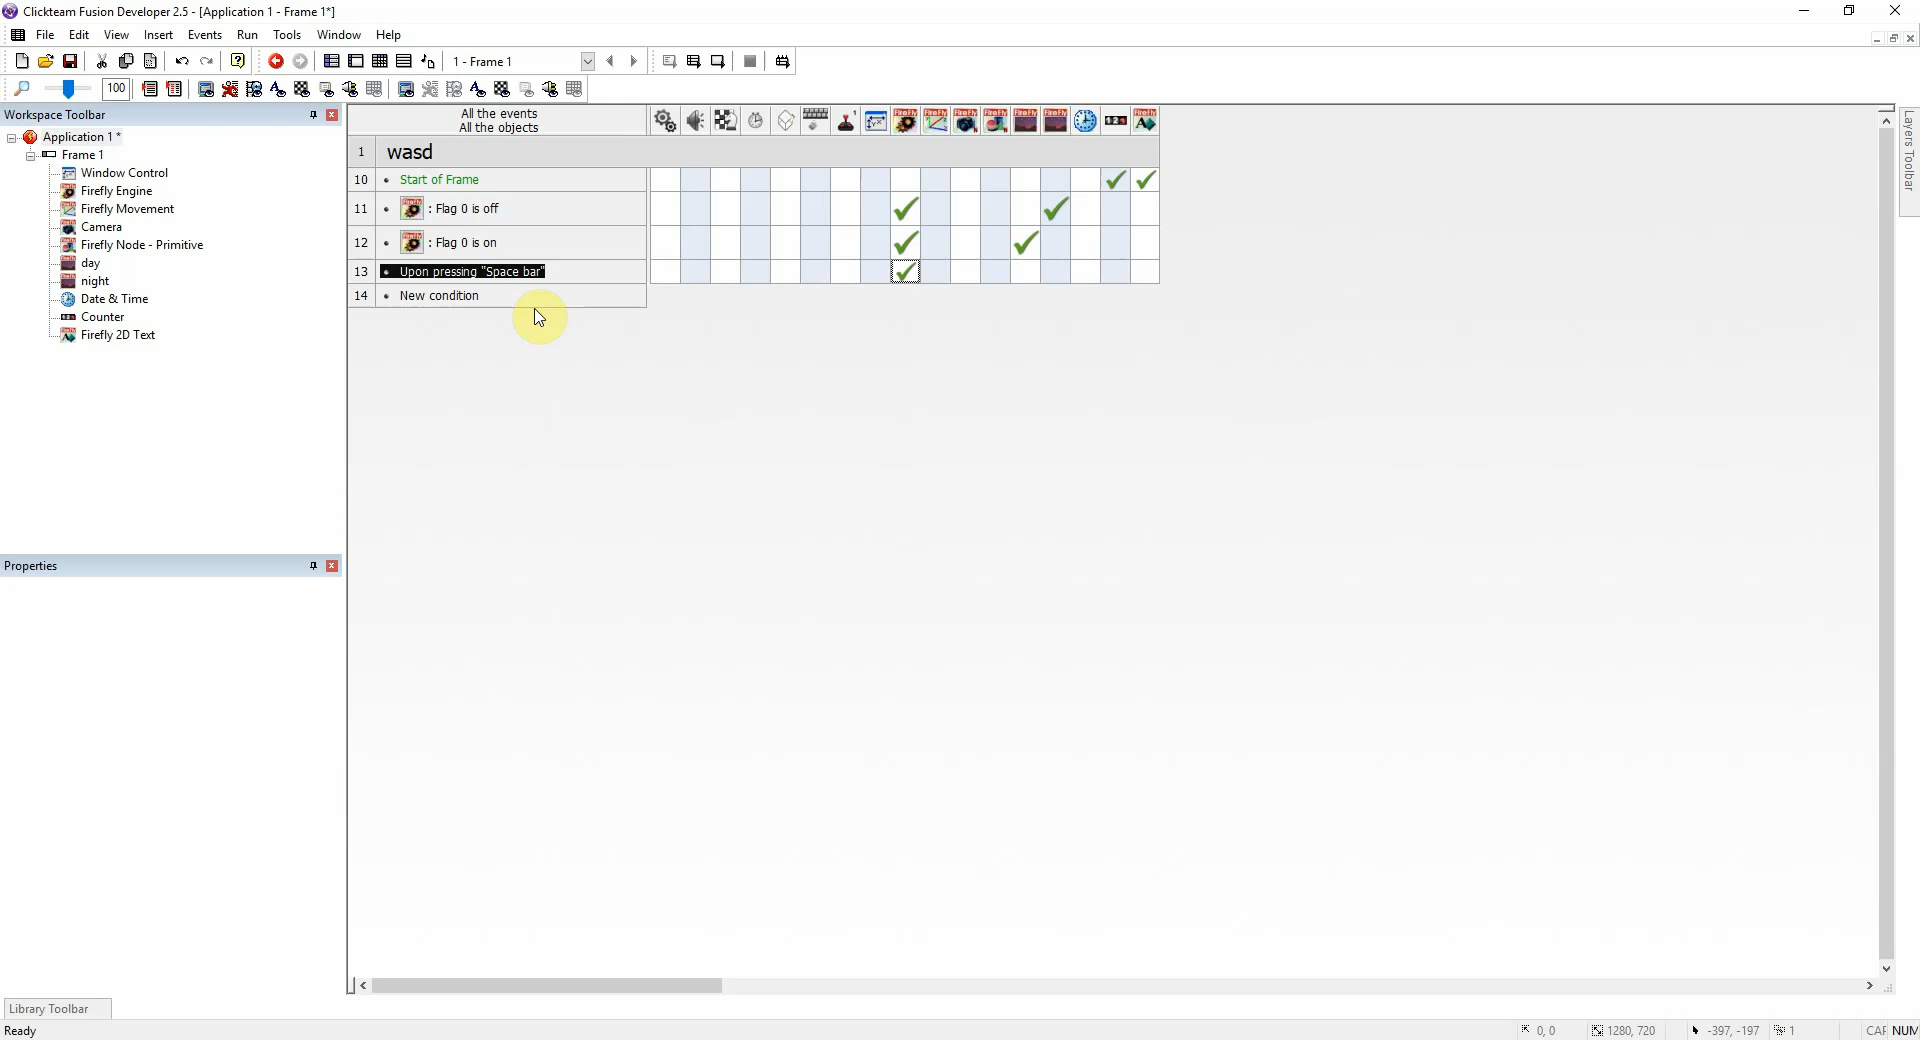 Clickteam Fusion Developer 2.5 - [Application 1 - Frame 1*]
File Edit View Insert Events Run Tools Window Help
1 - Frame 1
100
Workspace Toolbar
Application 1 *
Frame 1
Window Control
Firefly Engine
Firefly Movement
Camera
Firefly Node - Primitive
day
night
Date & Time
Counter
Firefly 2D Text
Properties
Library Toolbar
All the events
All the objects
1 wasd
10 • Start of Frame
11 • : Flag 0 is off
12 • : Flag 0 is on
13 • Upon pressing "Space bar"
14 • New condition
Layers Toolbar
Ready
0, 0 1280, 720 -397, -197 1 CAP NUM